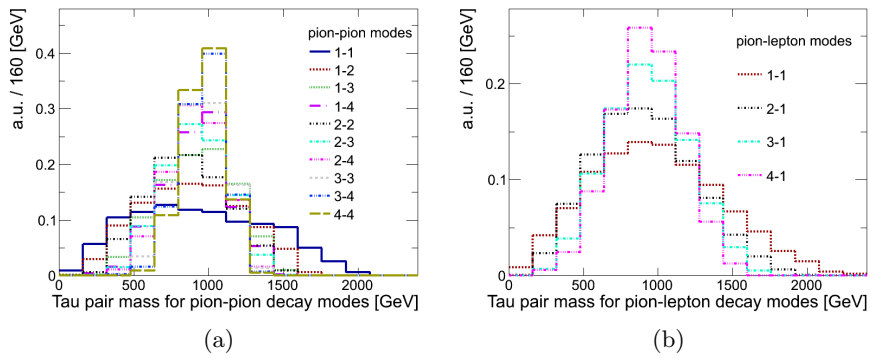 a.u. / 160 [GeV]
0.4
0.3
0.2
0.1
0
0 500 1000 1500 2000
Tau pair mass for pion-pion decay modes [GeV]
pion-pion modes
1-1
1-2
1-3
1-4
2-2
2-3
2-4
3-3
3-4
4-4
(a)
a.u. / 160 [GeV]
0.2
0.1
0
0 500 1000 1500 2000
Tau pair mass for pion-lepton decay modes [GeV]
pion-lepton modes
1-1
2-1
3-1
4-1
(b)